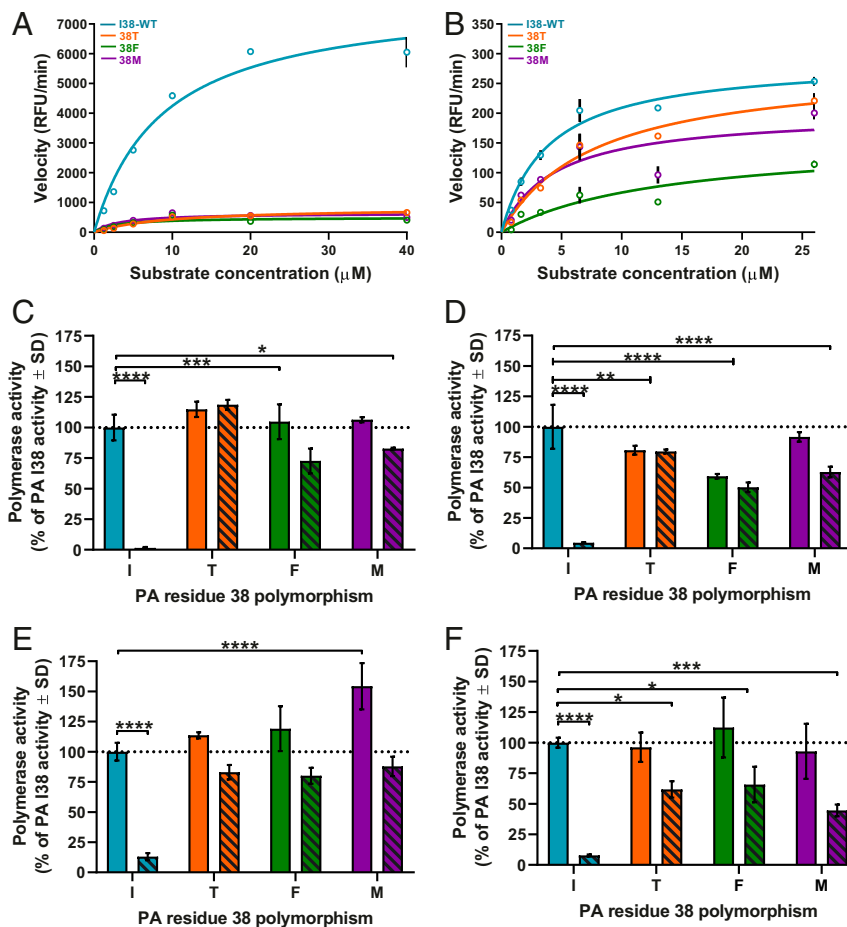 A
I38-WT
38T
38F
38M
7000
6000
5000
4000
3000
2000
1000
0
Velocity (RFU/min)
0 10 20 30 40
Substrate concentration (μM)
B
I38-WT
38T
38F
38M
350
300
250
200
150
100
50
0
Velocity (RFU/min)
0 5 10 15 20 25
Substrate concentration (μM)
C
Polymerase activity
(% of PA I38 activity ± SD)
175
150
125
100
75
50
25
0
*
***
****
I T F M
PA residue 38 polymorphism
D
Polymerase activity
(% of PA I38 activity ± SD)
175
150
125
100
75
50
25
0
****
****
**
****
I T F M
PA residue 38 polymorphism
E
Polymerase activity
(% of PA I38 activity ± SD)
175
150
125
100
75
50
25
0
****
****
I T F M
PA residue 38 polymorphism
F
Polymerase activity
(% of PA I38 activity ± SD)
175
150
125
100
75
50
25
0
***
*
*
****
I T F M
PA residue 38 polymorphism